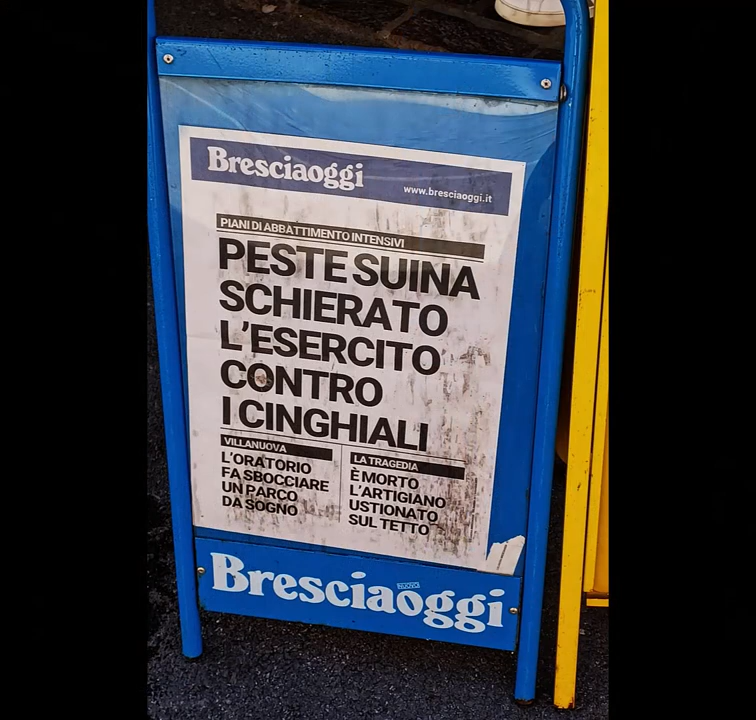 Bresciaoggi
www.bresciaoggi.it
PIANI DI ABBATTIMENTO INTENSIVI
PESTE SUINA
SCHIERATO
L'ESERCITO
CONTRO
I CINGHIALI
VILLANUOVA
L'ORATORIO
FA SBOCCIARE
UN PARCO
DA SOGNO
LA TRAGEDIA
È MORTO
L'ARTIGIANO
USTIONATO
SUL TETTO
NUOVO
Bresciaoggi